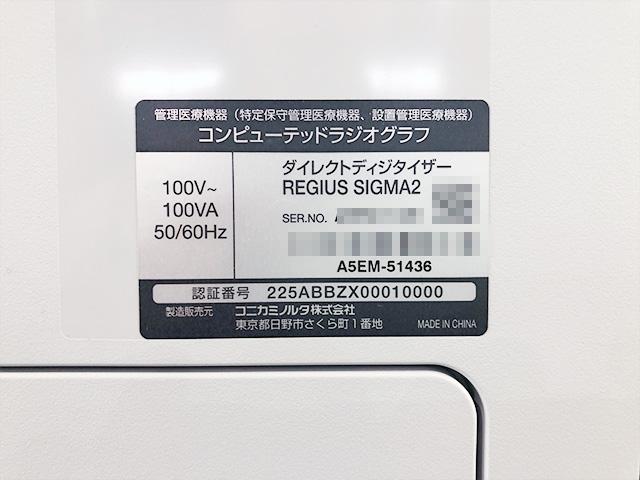 管理医療機器（特定保守管理医療機器、設置管理医療機器）
コンピューテッドラジオグラフ
100V~
100VA
50/60Hz
ダイレクトディジタイザー
REGIUS SIGMA2
SER.NO.
A5EM-51436
認証番号 225ABBZX00010000
製造販売元 コニカミノルタ株式会社
東京都日野市さくら町1番地
MADE IN CHINA